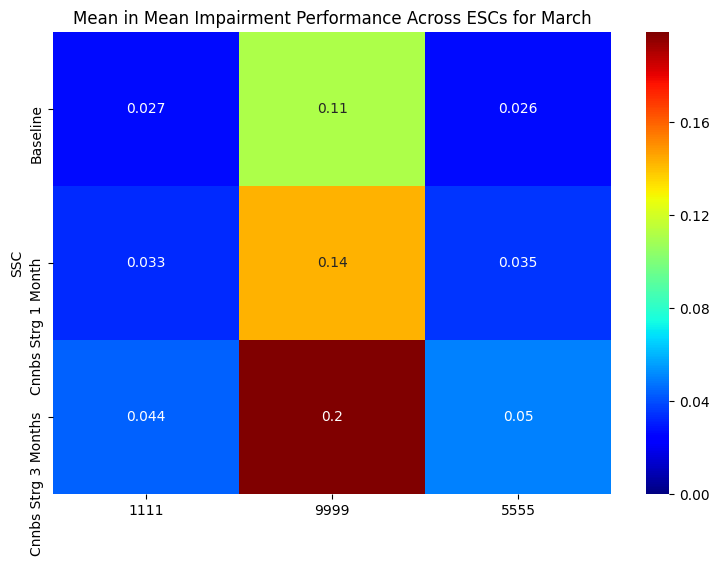 Mean in Mean Impairment Performance Across ESCs for March
SSC
Baseline
0.027 0.11 0.026
Cnnbs Strg 1 Month
0.033 0.14 0.035
Cnnbs Strg 3 Months
0.044 0.2 0.05
1111 9999 5555
0.16
0.12
0.08
0.04
0.00